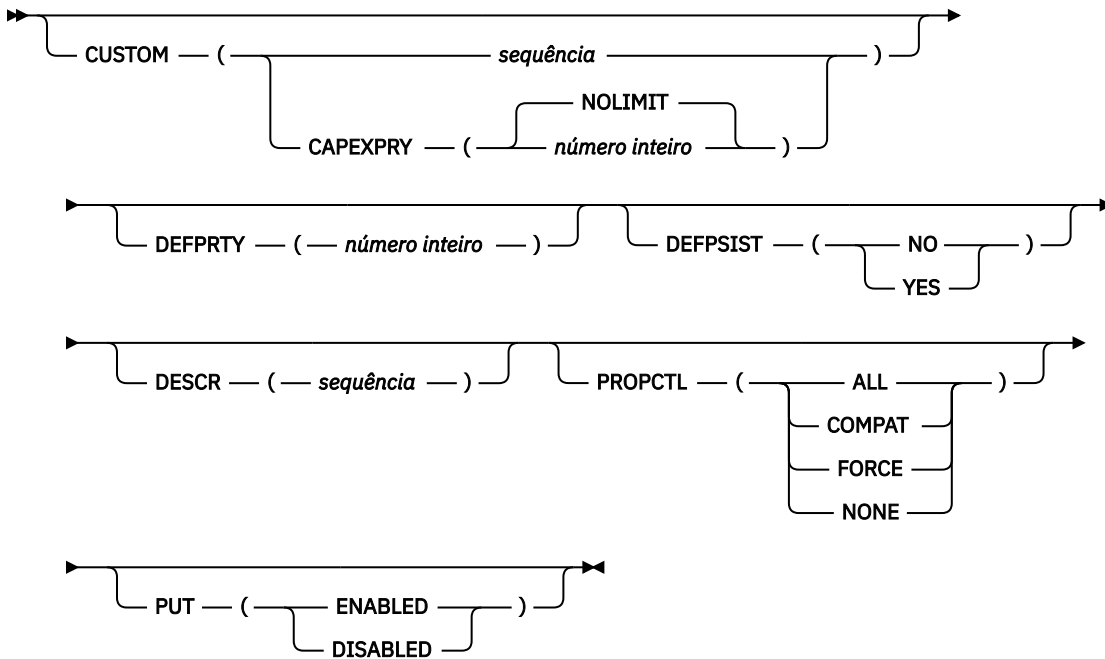 CUSTOM ( sequência )
NOLIMIT
CAPEXPRY ( número inteiro )
DEFPRTY ( número inteiro ) DEFPSIST ( NO )
YES
DESCR ( sequência ) PROPCTL ( ALL )
COMPAT
FORCE
NONE
PUT ( ENABLED )
DISABLED